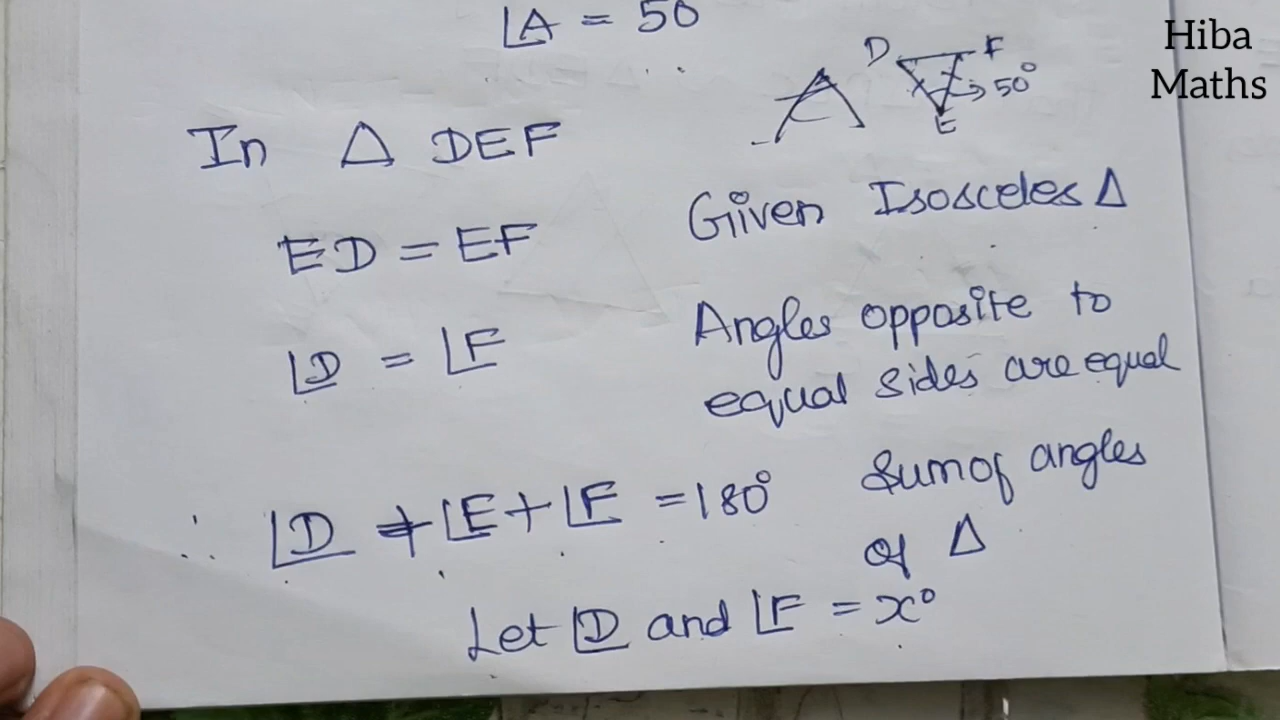 ∠A = 50
Hiba
Maths
D F
50°
E
In Δ DEF
Given Isosceles Δ
ED = EF
Angles opposite to
equal sides are equal
∠D = ∠F
∴ ∠D + ∠E + ∠F = 180°
Sum of angles
of Δ
Let ∠D and ∠F = x°